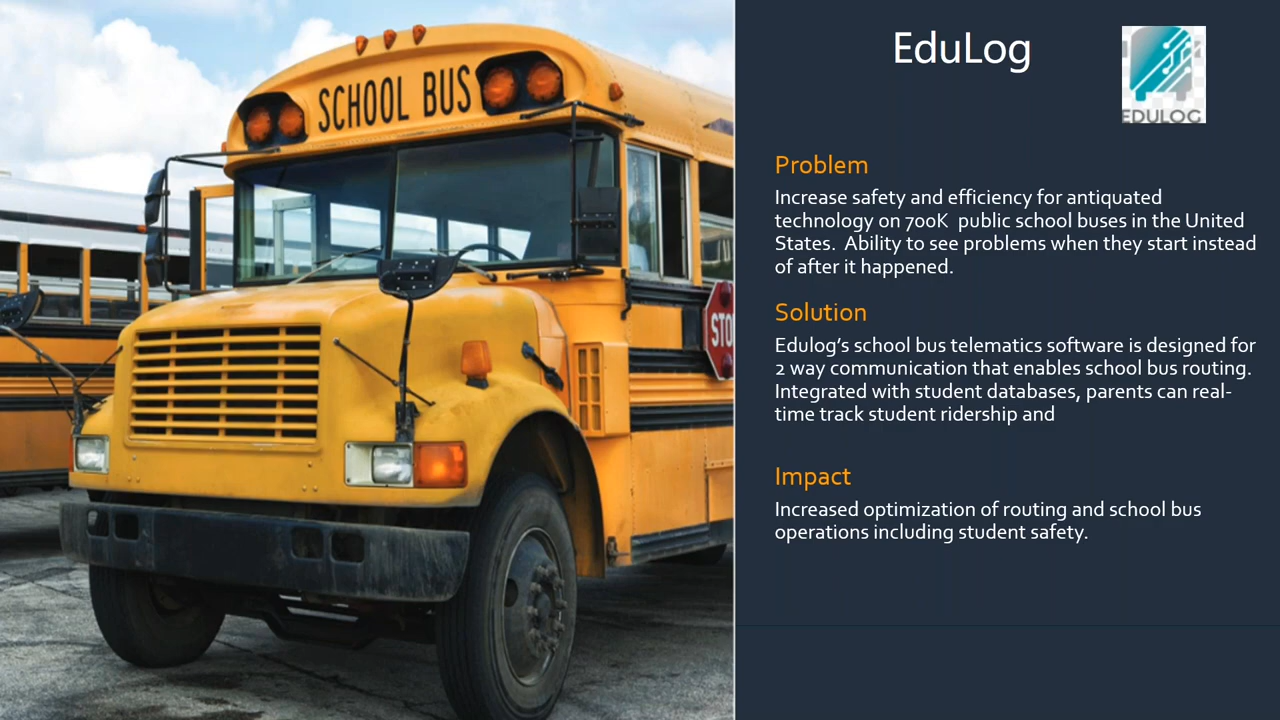 SCHOOL BUS
STO
EduLog
EDULOG
Problem
Increase safety and efficiency for antiquated
technology on 700K  public school buses in the United
States.  Ability to see problems when they start instead
of after it happened.
Solution
Edulog’s school bus telematics software is designed for
2 way communication that enables school bus routing.
Integrated with student databases, parents can real-
time track student ridership and
Impact
Increased optimization of routing and school bus
operations including student safety.